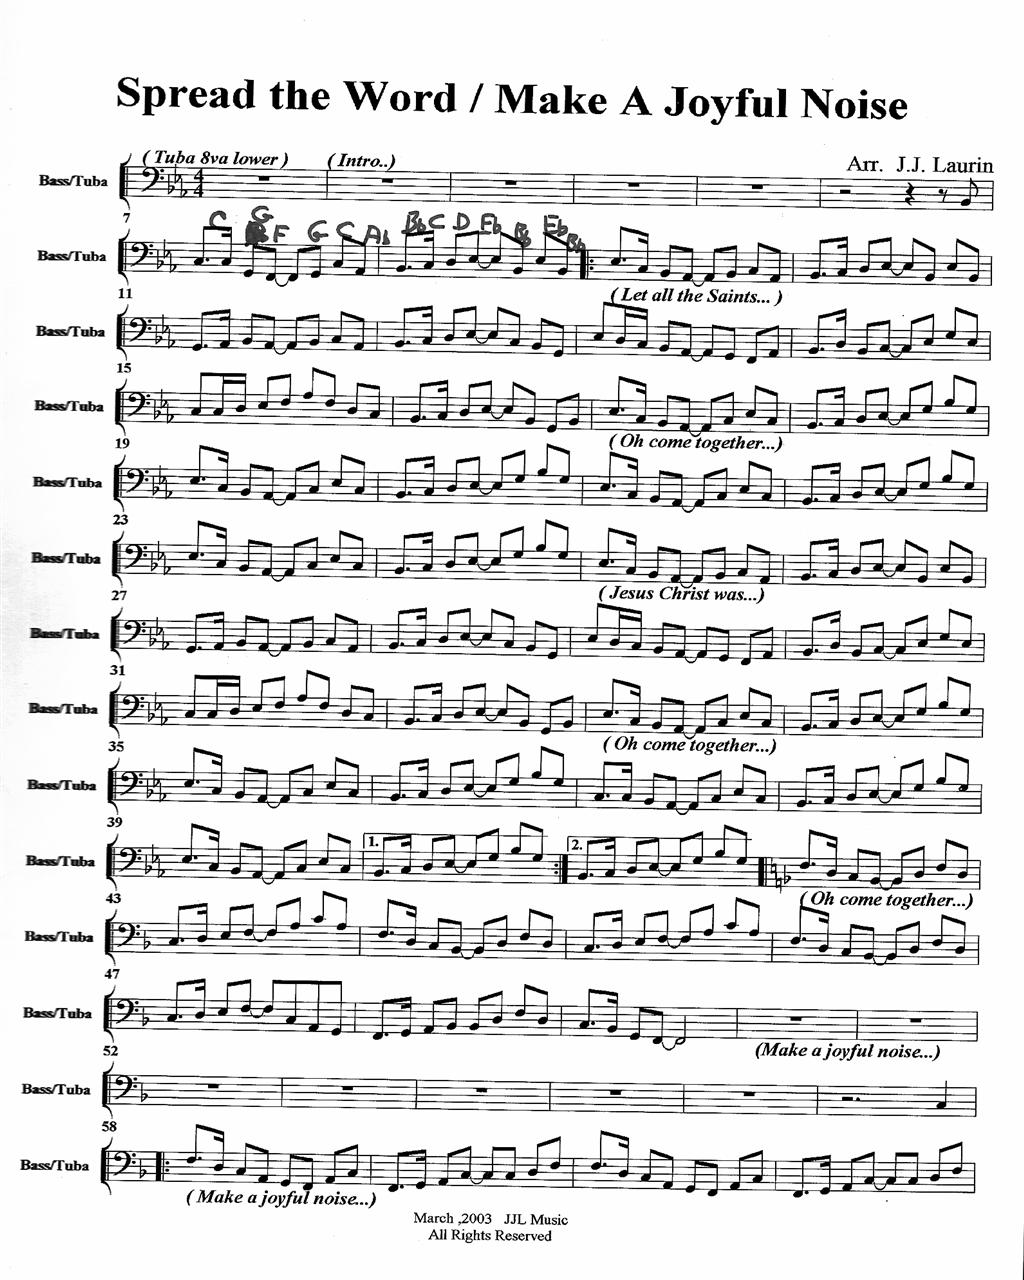 Spread the Word / Make A Joyful Noise
( Tuba 8va lower ) ( Intro..) Arr. J.J. Laurin
Bass/Tuba
7 C G F G C Ab Bb C D Eb Bb Eb Bb
Bass/Tuba
( Let all the Saints... )
11
Bass/Tuba
15
Bass/Tuba
( Oh come together...)
19
Bass/Tuba
23
Bass/Tuba
( Jesus Christ was...)
27
Bass/Tuba
31
Bass/Tuba
( Oh come together...)
35
Bass/Tuba
39
Bass/Tuba 1. 2.
( Oh come together...)
43
Bass/Tuba
47
Bass/Tuba
(Make a joyful noise...)
52
Bass/Tuba
58
Bass/Tuba
( Make a joyful noise...)
March ,2003 JJL Music
All Rights Reserved